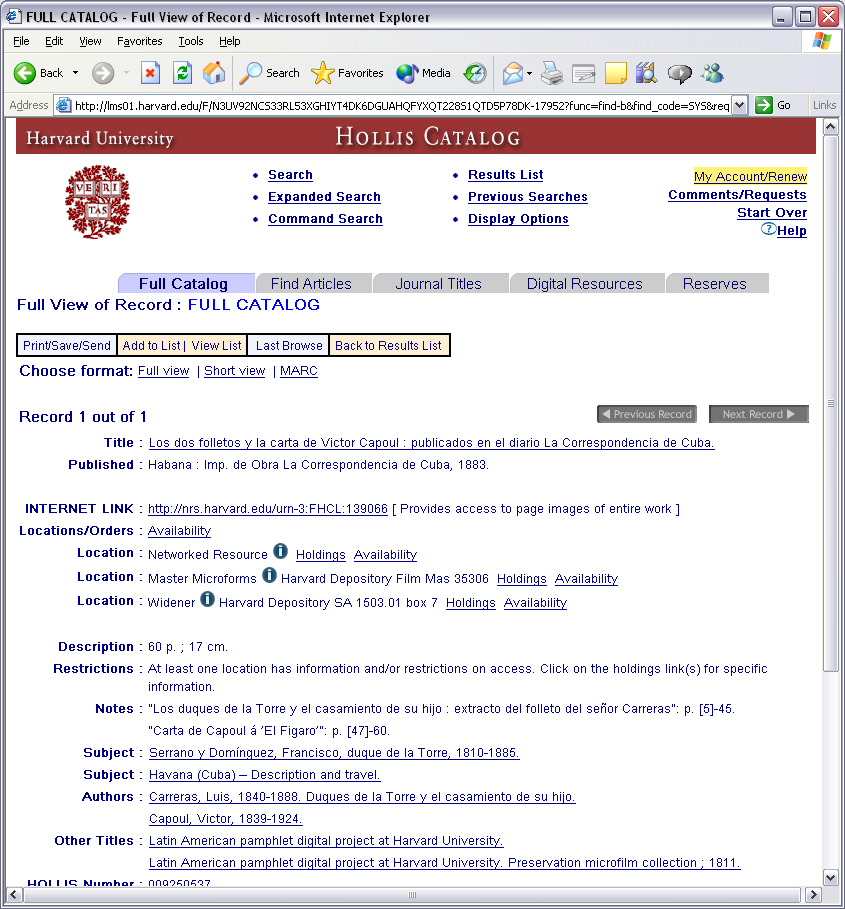 FULL CATALOG - Full View of Record - Microsoft Internet Explorer
File Edit View Favorites Tools Help
Back Search Favorites Media
Address http://lms01.harvard.edu/F/N3UV92NCS33RL53XGHIYT4DK6DGUAHQFYXQT228S1QTD5P78DK-17952?func=find-b&find_code=SYS&req Go Links
Harvard University HOLLIS CATALOG
VE RI TAS
• Search • Results List My Account/Renew
• Expanded Search • Previous Searches Comments/Requests
• Command Search • Display Options Start Over
? Help
Full Catalog Find Articles Journal Titles Digital Resources Reserves
Full View of Record : FULL CATALOG
Print/Save/Send Add to List | View List Last Browse Back to Results List
Choose format: Full view | Short view | MARC
Record 1 out of 1 Previous Record Next Record
Title : Los dos folletos y la carta de Victor Capoul : publicados en el diario La Correspondencia de Cuba.
Published : Habana : Imp. de Obra La Correspondencia de Cuba, 1883.
INTERNET LINK : http://nrs.harvard.edu/urn-3:FHCL:139066 [ Provides access to page images of entire work ]
Locations/Orders : Availability
Location : Networked Resource i Holdings Availability
Location : Master Microforms i Harvard Depository Film Mas 35306 Holdings Availability
Location : Widener i Harvard Depository SA 1503.01 box 7 Holdings Availability
Description : 60 p. ; 17 cm.
Restrictions : At least one location has information and/or restrictions on access. Click on the holdings link(s) for specific
information.
Notes : "Los duques de la Torre y el casamiento de su hijo : extracto del folleto del señor Carreras": p. [5]-45.
"Carta de Capoul á 'El Figaro'": p. [47]-60.
Subject : Serrano y Domínguez, Francisco, duque de la Torre, 1810-1885.
Subject : Havana (Cuba) – Description and travel.
Authors : Carreras, Luis, 1840-1888. Duques de la Torre y el casamiento de su hijo.
Capoul, Victor, 1839-1924.
Other Titles : Latin American pamphlet digital project at Harvard University.
Latin American pamphlet digital project at Harvard University. Preservation microfilm collection ; 1811.
HOLLIS Number : 009250537